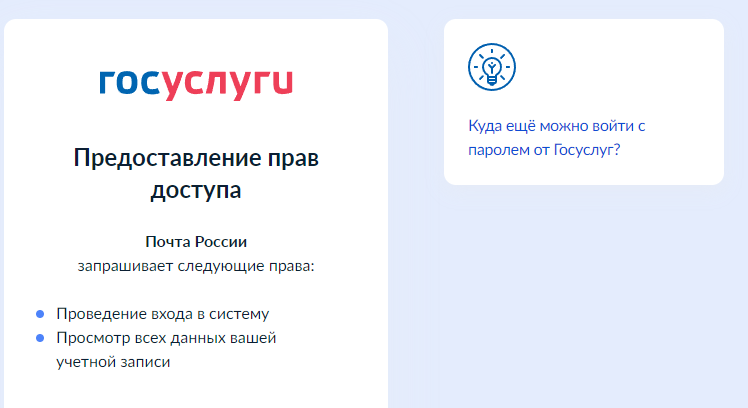 госуслуги
Предоставление прав
доступа
Почта России
запрашивает следующие права:
Проведение входа в систему
Просмотр всех данных вашей
учетной записи
Куда ещё можно войти с
паролем от Госуслуг?